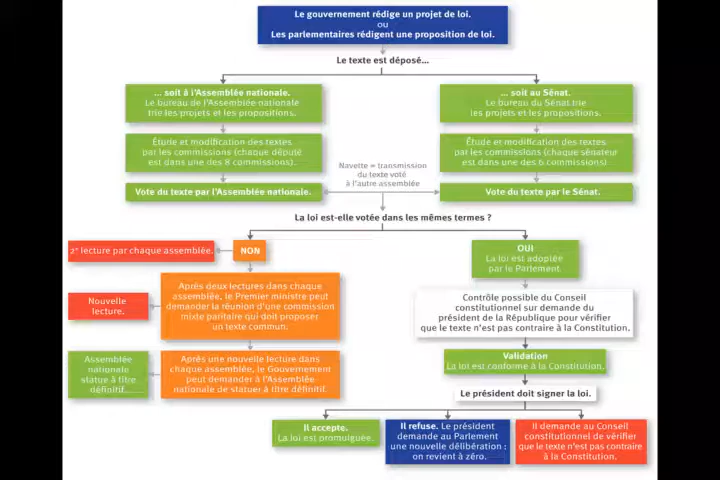 Le gouvernement rédige un projet de loi.
ou
Les parlementaires rédigent une proposition de loi.
Le texte est déposé...
... soit à l'Assemblée nationale.
Le bureau de l'Assemblée nationale
trie les projets et les propositions.
... soit au Sénat.
Le bureau du Sénat trie
les projets et les propositions.
Étude et modification des textes
par les commissions (chaque député
est dans une des 8 commissions).
Étude et modification des textes
par les commissions (chaque sénateur
est dans une des 6 commissions)
Navette = transmission
du texte voté
à l'autre assemblée
Vote du texte par l'Assemblée nationale.
Vote du texte par le Sénat.
La loi est-elle votée dans les mêmes termes ?
2e lecture par chaque assemblée.
NON
OUI
La loi est adoptée
par le Parlement.
Après deux lectures dans chaque
assemblée, le Premier ministre peut
demander la réunion d'une commission
mixte paritaire qui doit proposer
un texte commun.
Nouvelle
lecture.
Contrôle possible du Conseil
constitutionnel sur demande du
président de la République pour vérifier
que le texte n'est pas contraire à la Constitution.
Assemblée
nationale
statue à titre
définitif.
Après une nouvelle lecture dans
chaque assemblée, le Gouvernement
peut demander à l'Assemblée
nationale de statuer à titre définitif.
Validation
La loi est conforme à la Constitution.
Le président doit signer la loi.
Il accepte.
La loi est promulguée.
Il refuse. Le président
demande au Parlement
une nouvelle délibération :
on revient à zéro.
Il demande au Conseil
constitutionnel de vérifier
que le texte n'est pas contraire
à la Constitution.